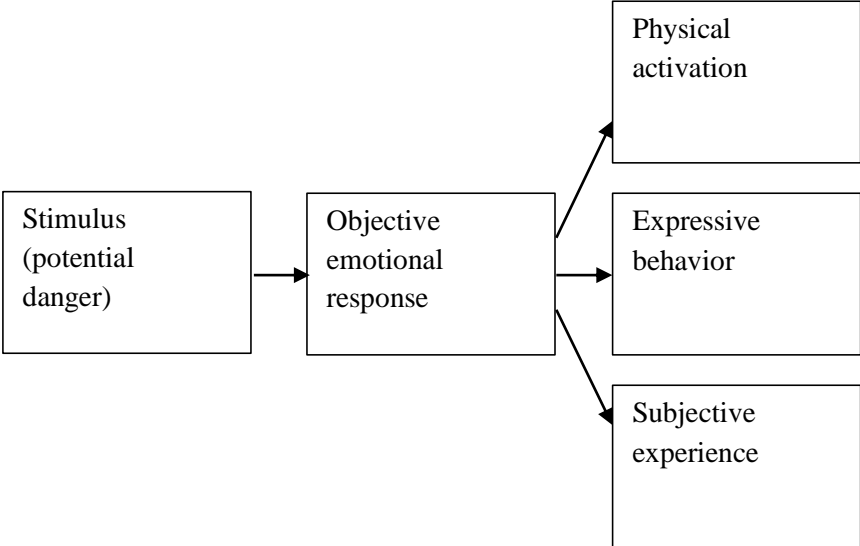 Physical
activation
Stimulus
(potential
danger)
Objective
emotional
response
Expressive
behavior
Subjective
experience